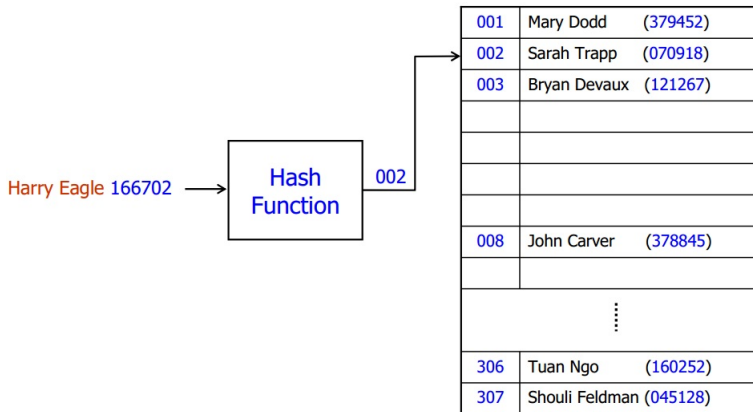 001 Mary Dodd (379452)
002 Sarah Trapp (070918)
003 Bryan Devaux (121267)
Harry Eagle 166702
Hash
Function
002
008 John Carver (378845)
306 Tuan Ngo (160252)
307 Shouli Feldman (045128)